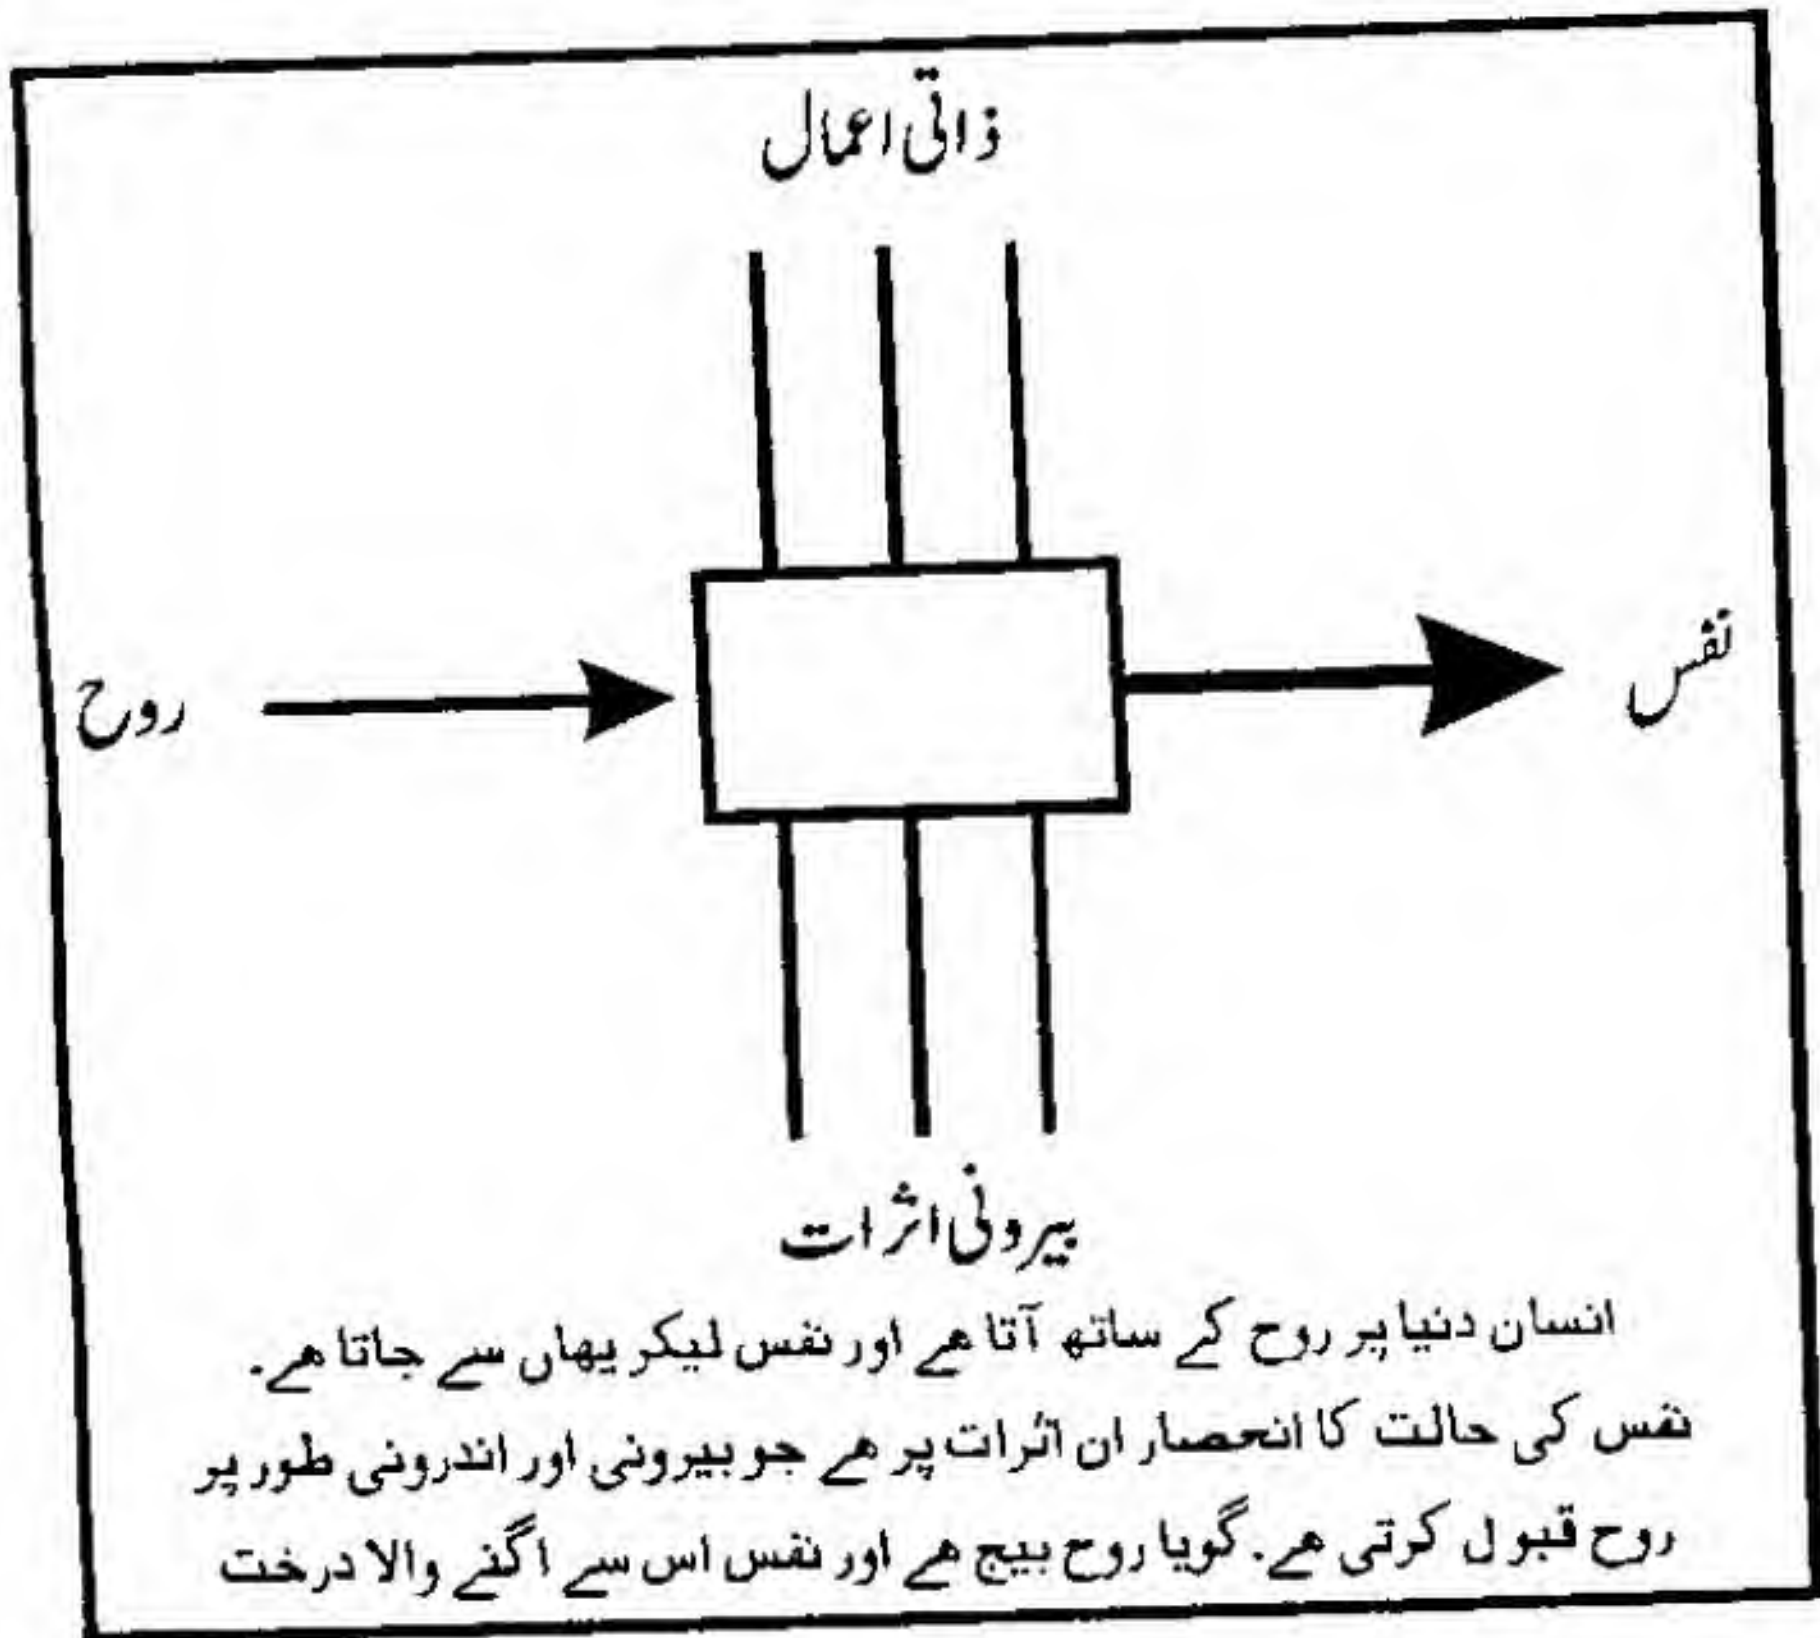 ذاتی اعمال
روح
نفس
بیرونی اثرات
انسان دنیا پر روح کے ساتھ آتا ھے اور نفس لیکر یھاں سے جاتا ھے۔
نفس کی حالت کا انحصار ان اثرات پر ھے جو بیرونی اور اندرونی طور پر
روح قبول کرتی ھے۔ گویا روح بیج ھے اور نفس اس سے اگنے والا درخت